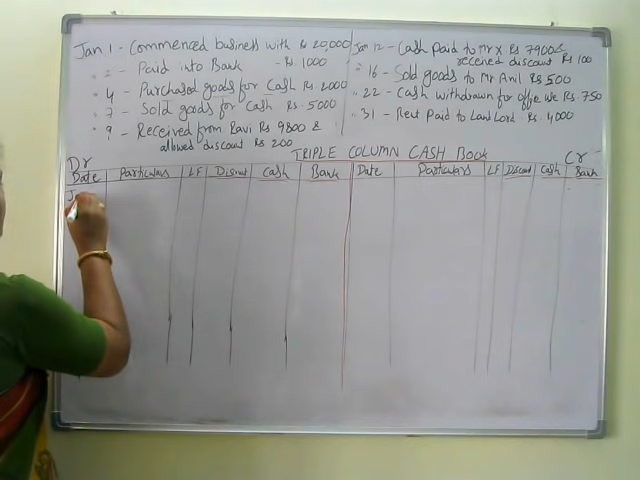 Jan 1 - Commenced business with Rs 20,000
" 2 - Paid into Bank - Rs 1000
" 4 - Purchased goods for Cash Rs 2000
" 7 - Sold goods for Cash Rs. 5000
" 9 - Received from Ravi Rs 9800 &
allowed discount Rs 200
Jan 12 - Cash Paid to Mr X Rs 7900 &
received discount Rs 100
" 16 - Sold goods to Mr Anil Rs 500
" 22 - Cash withdrawn for offie use Rs. 750
" 31 - Rent Paid to LandLord Rs. 4000
TRIPLE COLUMN CASH BOOK
Dr Cr
Date Particulars LF Discount Cash Bank Date Particulars LF Discount Cash Bank
J